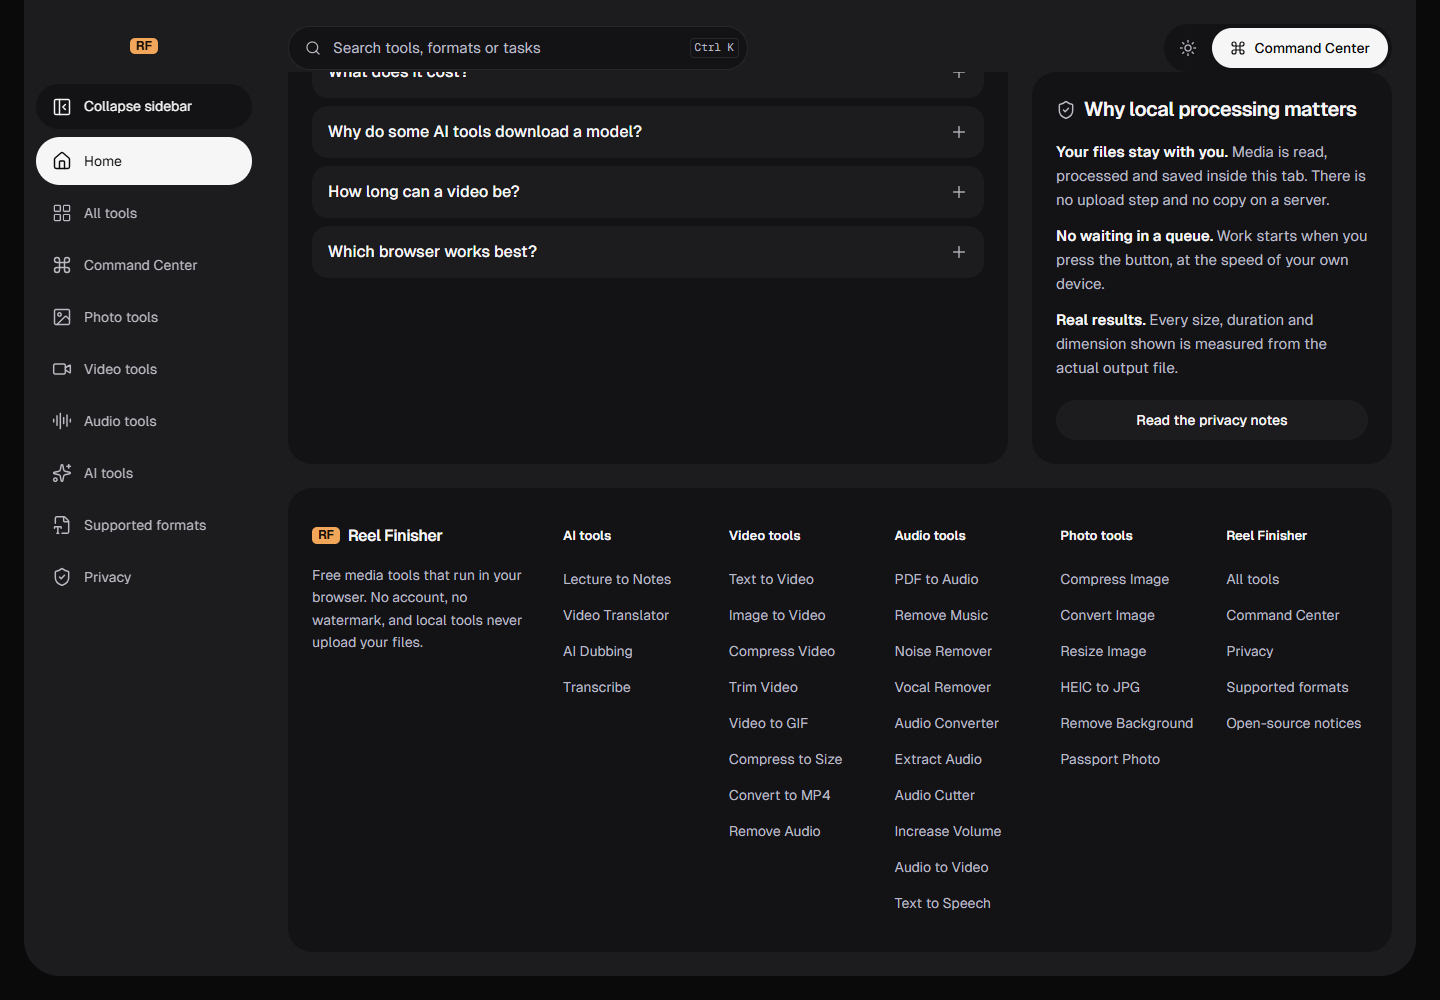 RF
Search tools, formats or tasks
Ctrl K
Command Center
Collapse sidebar
Home
All tools
Command Center
Photo tools
Video tools
Audio tools
AI tools
Supported formats
Privacy
What does it cost?
Why do some AI tools download a model?
How long can a video be?
Which browser works best?
Why local processing matters
Your files stay with you. Media is read,
processed and saved inside this tab. There is
no upload step and no copy on a server.
No waiting in a queue. Work starts when you
press the button, at the speed of your own
device.
Real results. Every size, duration and
dimension shown is measured from the
actual output file.
Read the privacy notes
RF Reel Finisher
Free media tools that run in your
browser. No account, no
watermark, and local tools never
upload your files.
AI tools
Lecture to Notes
Video Translator
AI Dubbing
Transcribe
Video tools
Text to Video
Image to Video
Compress Video
Trim Video
Video to GIF
Compress to Size
Convert to MP4
Remove Audio
Audio tools
PDF to Audio
Remove Music
Noise Remover
Vocal Remover
Audio Converter
Extract Audio
Audio Cutter
Increase Volume
Audio to Video
Text to Speech
Photo tools
Compress Image
Convert Image
Resize Image
HEIC to JPG
Remove Background
Passport Photo
Reel Finisher
All tools
Command Center
Privacy
Supported formats
Open-source notices